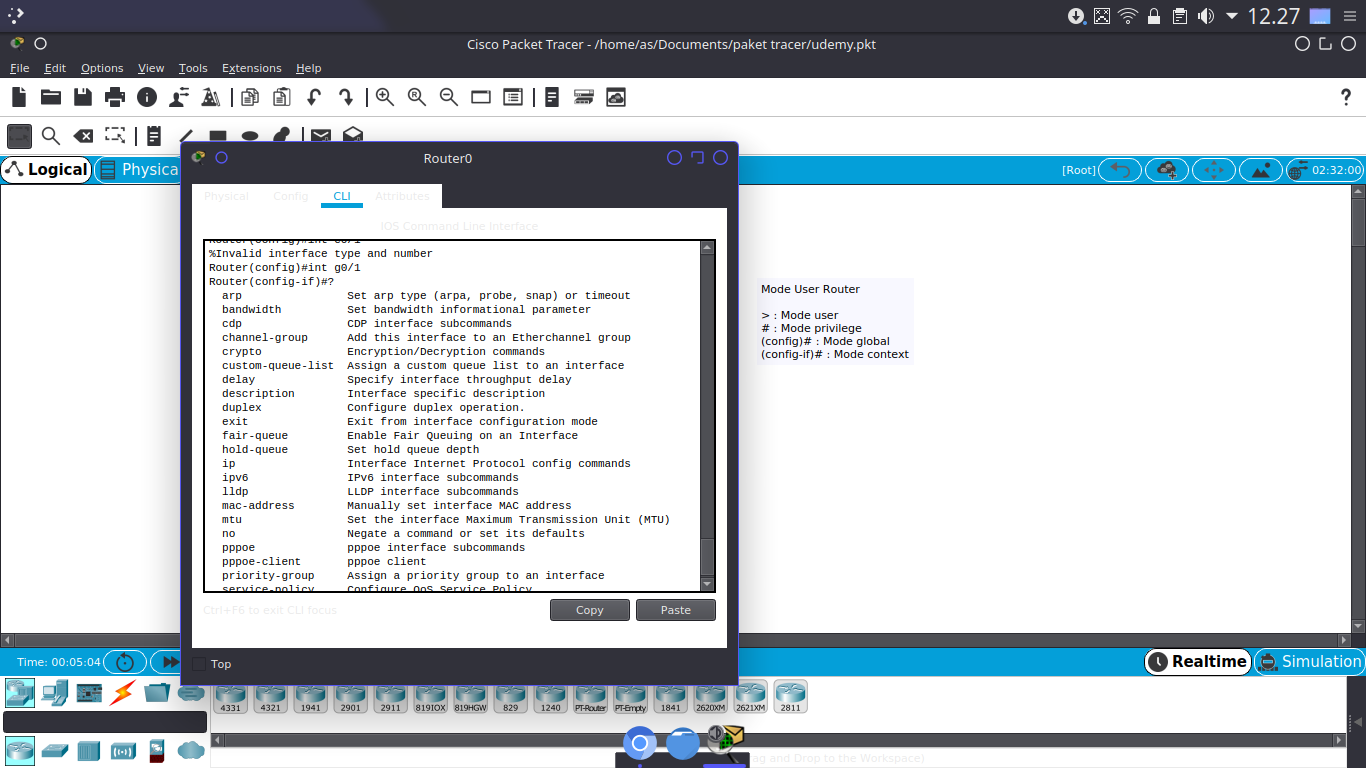 12.27
Cisco Packet Tracer - /home/as/Documents/paket tracer/udemy.pkt
File Edit Options View Tools Extensions Help
Logical
Physica
[Root]
02:32:00
Router0
Physical Config CLI Attributes
IOS Command Line Interface
%Invalid interface type and number
Router(config)#int g0/1
Router(config-if)#?
arp Set arp type (arpa, probe, snap) or timeout
bandwidth Set bandwidth informational parameter
cdp CDP interface subcommands
channel-group Add this interface to an Etherchannel group
crypto Encryption/Decryption commands
custom-queue-list Assign a custom queue list to an interface
delay Specify interface throughput delay
description Interface specific description
duplex Configure duplex operation.
exit Exit from interface configuration mode
fair-queue Enable Fair Queuing on an Interface
hold-queue Set hold queue depth
ip Interface Internet Protocol config commands
ipv6 IPv6 interface subcommands
lldp LLDP interface subcommands
mac-address Manually set interface MAC address
mtu Set the interface Maximum Transmission Unit (MTU)
no Negate a command or set its defaults
pppoe pppoe interface subcommands
pppoe-client pppoe client
priority-group Assign a priority group to an interface
service-policy Configure QoS Service Policy
Ctrl+F6 to exit CLI focus
Copy Paste
Top
Mode User Router
> : Mode user
# : Mode privilege
(config)# : Mode global
(config-if)# : Mode context
Time: 00:05:04
Realtime
Simulation
4331 4321 1941 2901 2911 819IOX 819HGW 829 1240 PT-Router PT-Empty 1841 2620XM 2621XM 2811
ag and Drop to the Workspace)